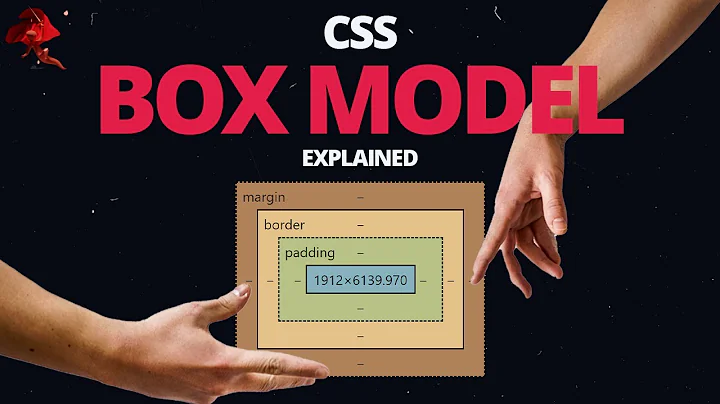 CSS
BOX MODEL
EXPLAINED
margin –
border –
padding –
– – – 1912×6139.970 – – –
–
–
–